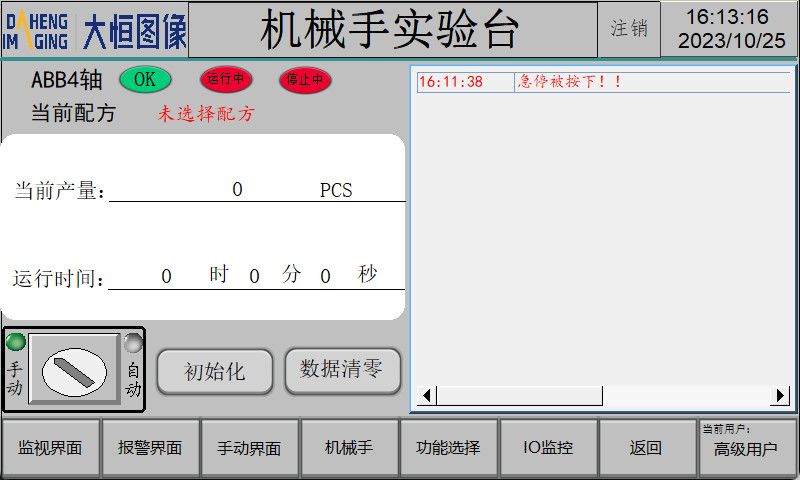 DAHENG
IMAGING
大恒图像
机械手实验台
注销
16:13:16
2023/10/25
ABB4轴
OK
运行中
停止中
当前配方
未选择配方
16:11:38
急停被按下！！
当前产量:
0
PCS
运行时间:
0
时
0
分
0
秒
手动
自动
初始化
数据清零
监视界面
报警界面
手动界面
机械手
功能选择
IO监控
返回
当前用户:
高级用户